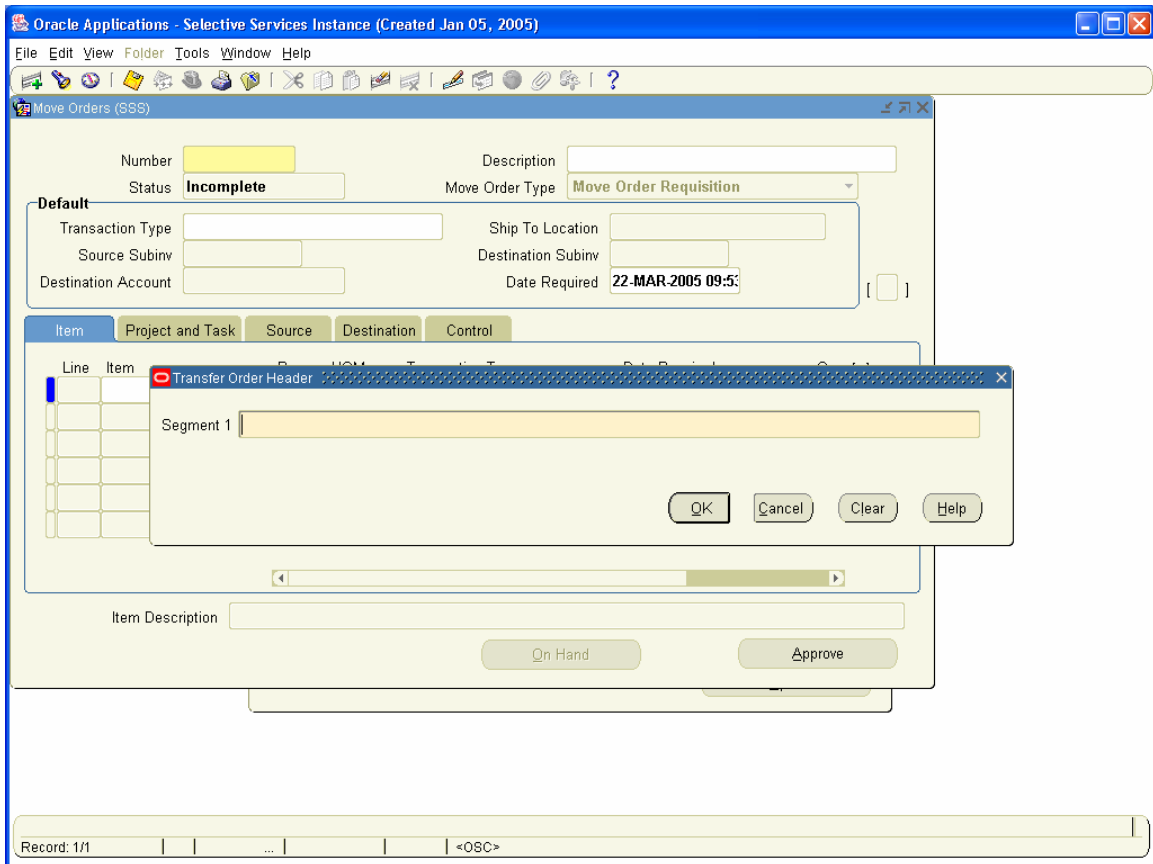 Oracle Applications - Selective Services Instance (Created Jan 05, 2005)
File Edit View Folder Tools Window Help
Move Orders (SSS)
Number
Description
Status Incomplete
Move Order Type Move Order Requisition
Default
Transaction Type
Ship To Location
Source Subinv
Destination Subinv
Destination Account
Date Required 22-MAR-2005 09:53
[ ]
Item Project and Task Source Destination Control
Line Item
Transfer Order Header
Segment 1
OK Cancel Clear Help
Item Description
On Hand Approve
Record: 1/1 ... <OSC>